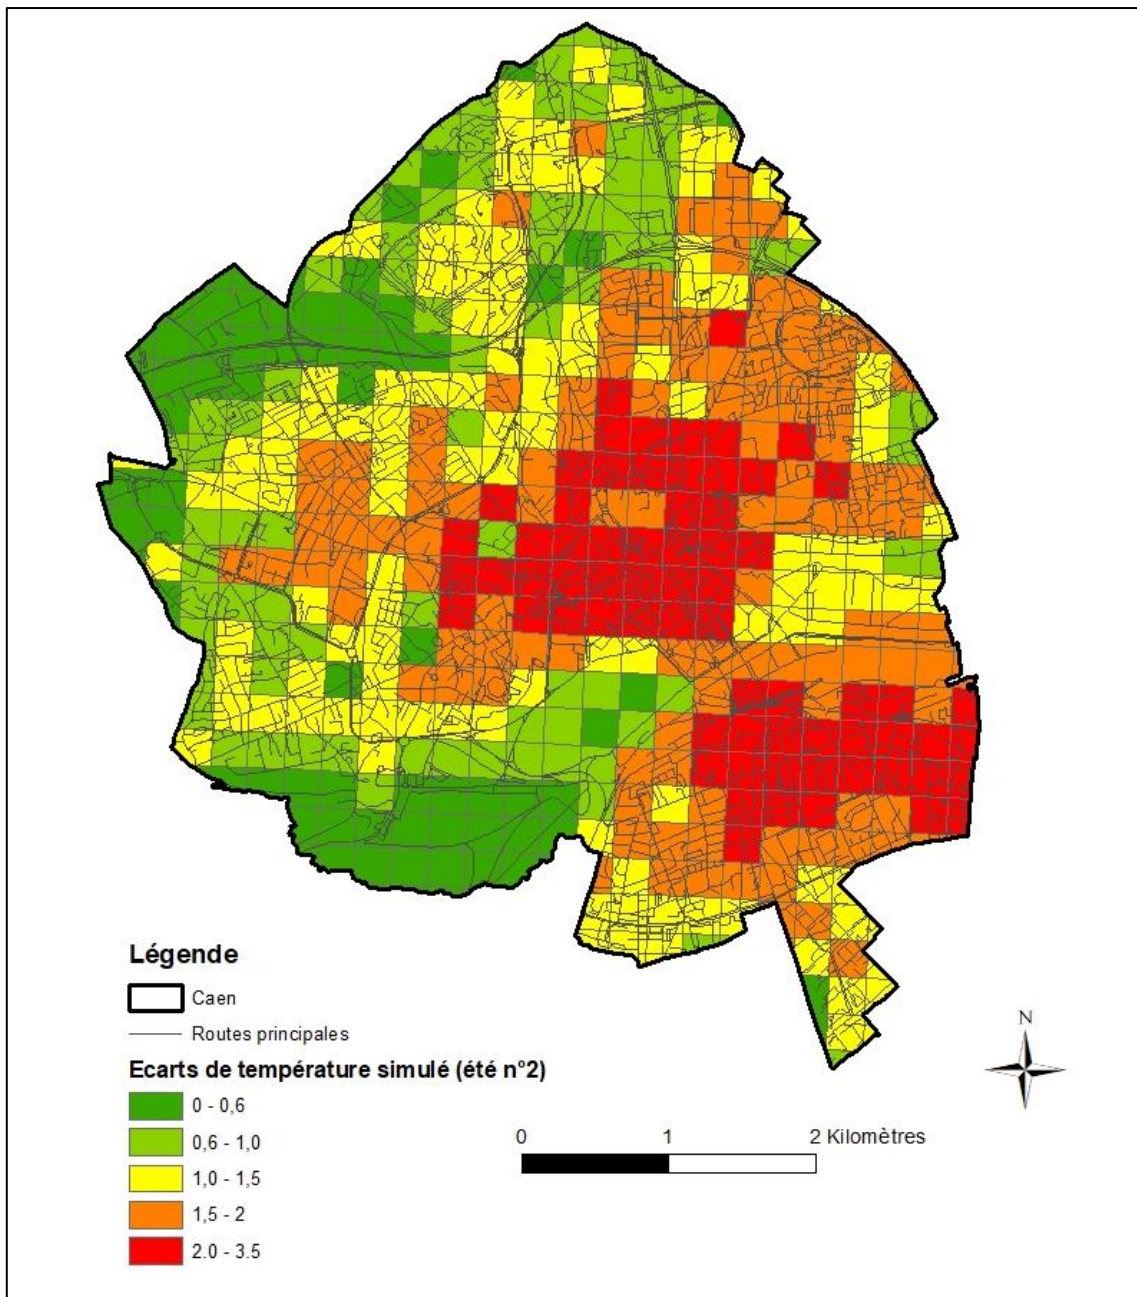 Légende
Caen
Routes principales
Ecarts de température simulé (été n°2)
0 - 0,6
0,6 - 1,0
1,0 - 1,5
1,5 - 2
2.0 - 3.5
N
0 1 2 Kilomètres